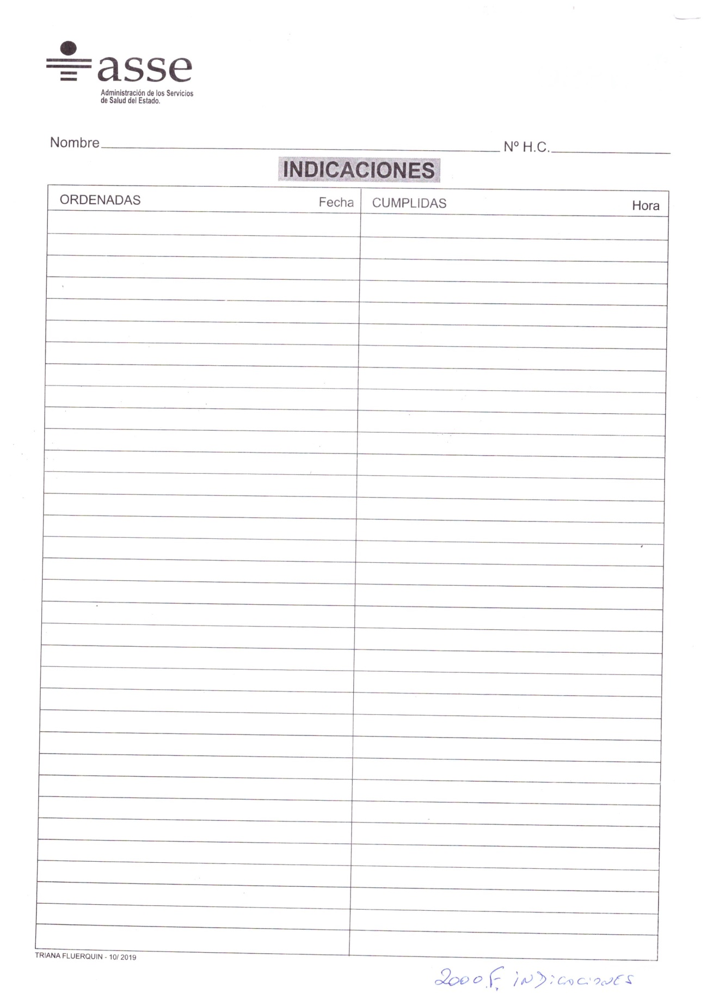 asse
Administración de los Servicios
de Salud del Estado.
Nombre Nº H.C.
INDICACIONES
ORDENADAS Fecha CUMPLIDAS Hora
TRIANA FLUERQUIN - 10/ 2019
2000 F. INDicacioNES